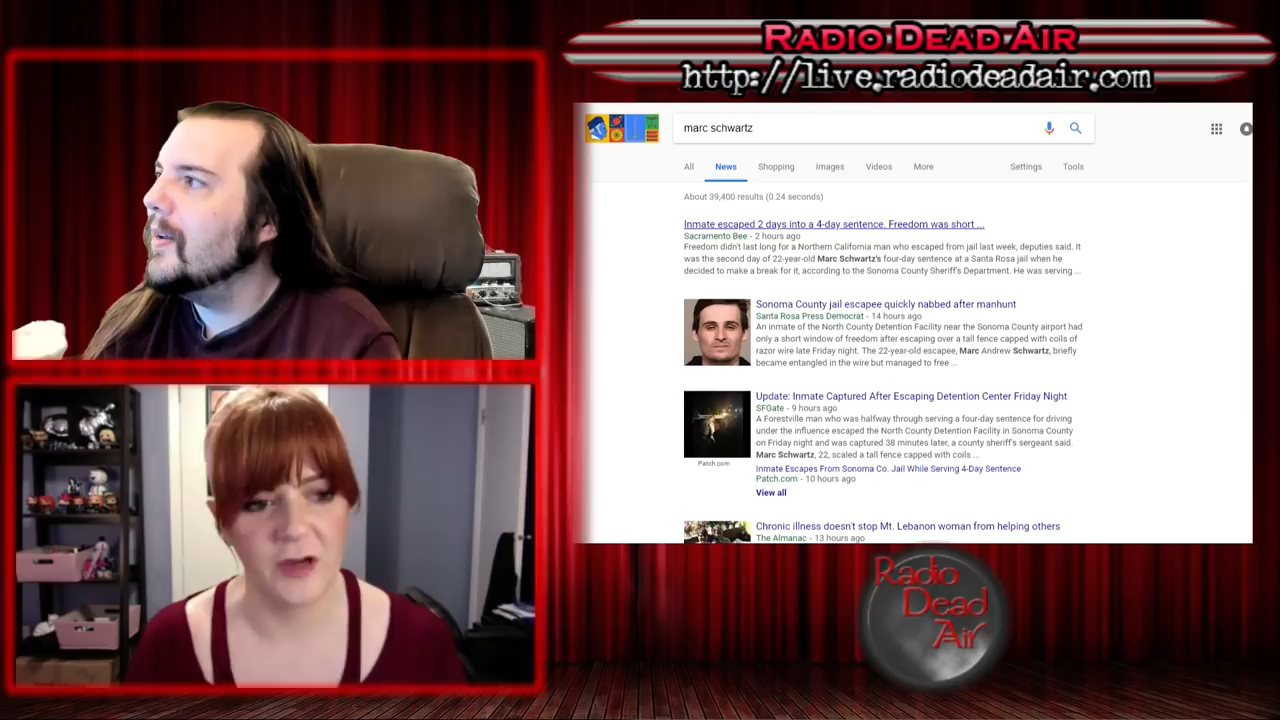 RADIO DEAD AIR
http://live.radiodeadair.com
marc schwartz
All News Shopping Images Videos More Settings Tools
About 39,400 results (0.24 seconds)
Inmate escaped 2 days into a 4-day sentence. Freedom was short ...
Sacramento Bee - 2 hours ago
Freedom didn't last long for a Northern California man who escaped from jail last week, deputies said. It
was the second day of 22-year-old Marc Schwartz's four-day sentence at a Santa Rosa jail when he
decided to make a break for it, according to the Sonoma County Sheriff's Department. He was serving ...
Sonoma County jail escapee quickly nabbed after manhunt
Santa Rosa Press Democrat - 14 hours ago
An inmate of the North County Detention Facility near the Sonoma County airport had
only a short window of freedom after escaping over a tall fence capped with coils of
razor wire late Friday night. The 22-year-old escapee, Marc Andrew Schwartz, briefly
became entangled in the wire but managed to free ...
Update: Inmate Captured After Escaping Detention Center Friday Night
SFGate - 9 hours ago
A Forestville man who was halfway through serving a four-day sentence for driving
under the influence escaped the North County Detention Facility in Sonoma County
on Friday night and was captured 38 minutes later, a county sheriff's sergeant said.
Marc Schwartz, 22, scaled a tall fence capped with coils ...
Patch.com
Inmate Escapes From Sonoma Co. Jail While Serving 4-Day Sentence
Patch.com - 10 hours ago
View all
Chronic illness doesn't stop Mt. Lebanon woman from helping others
The Almanac - 13 hours ago
Radio
Dead
Air